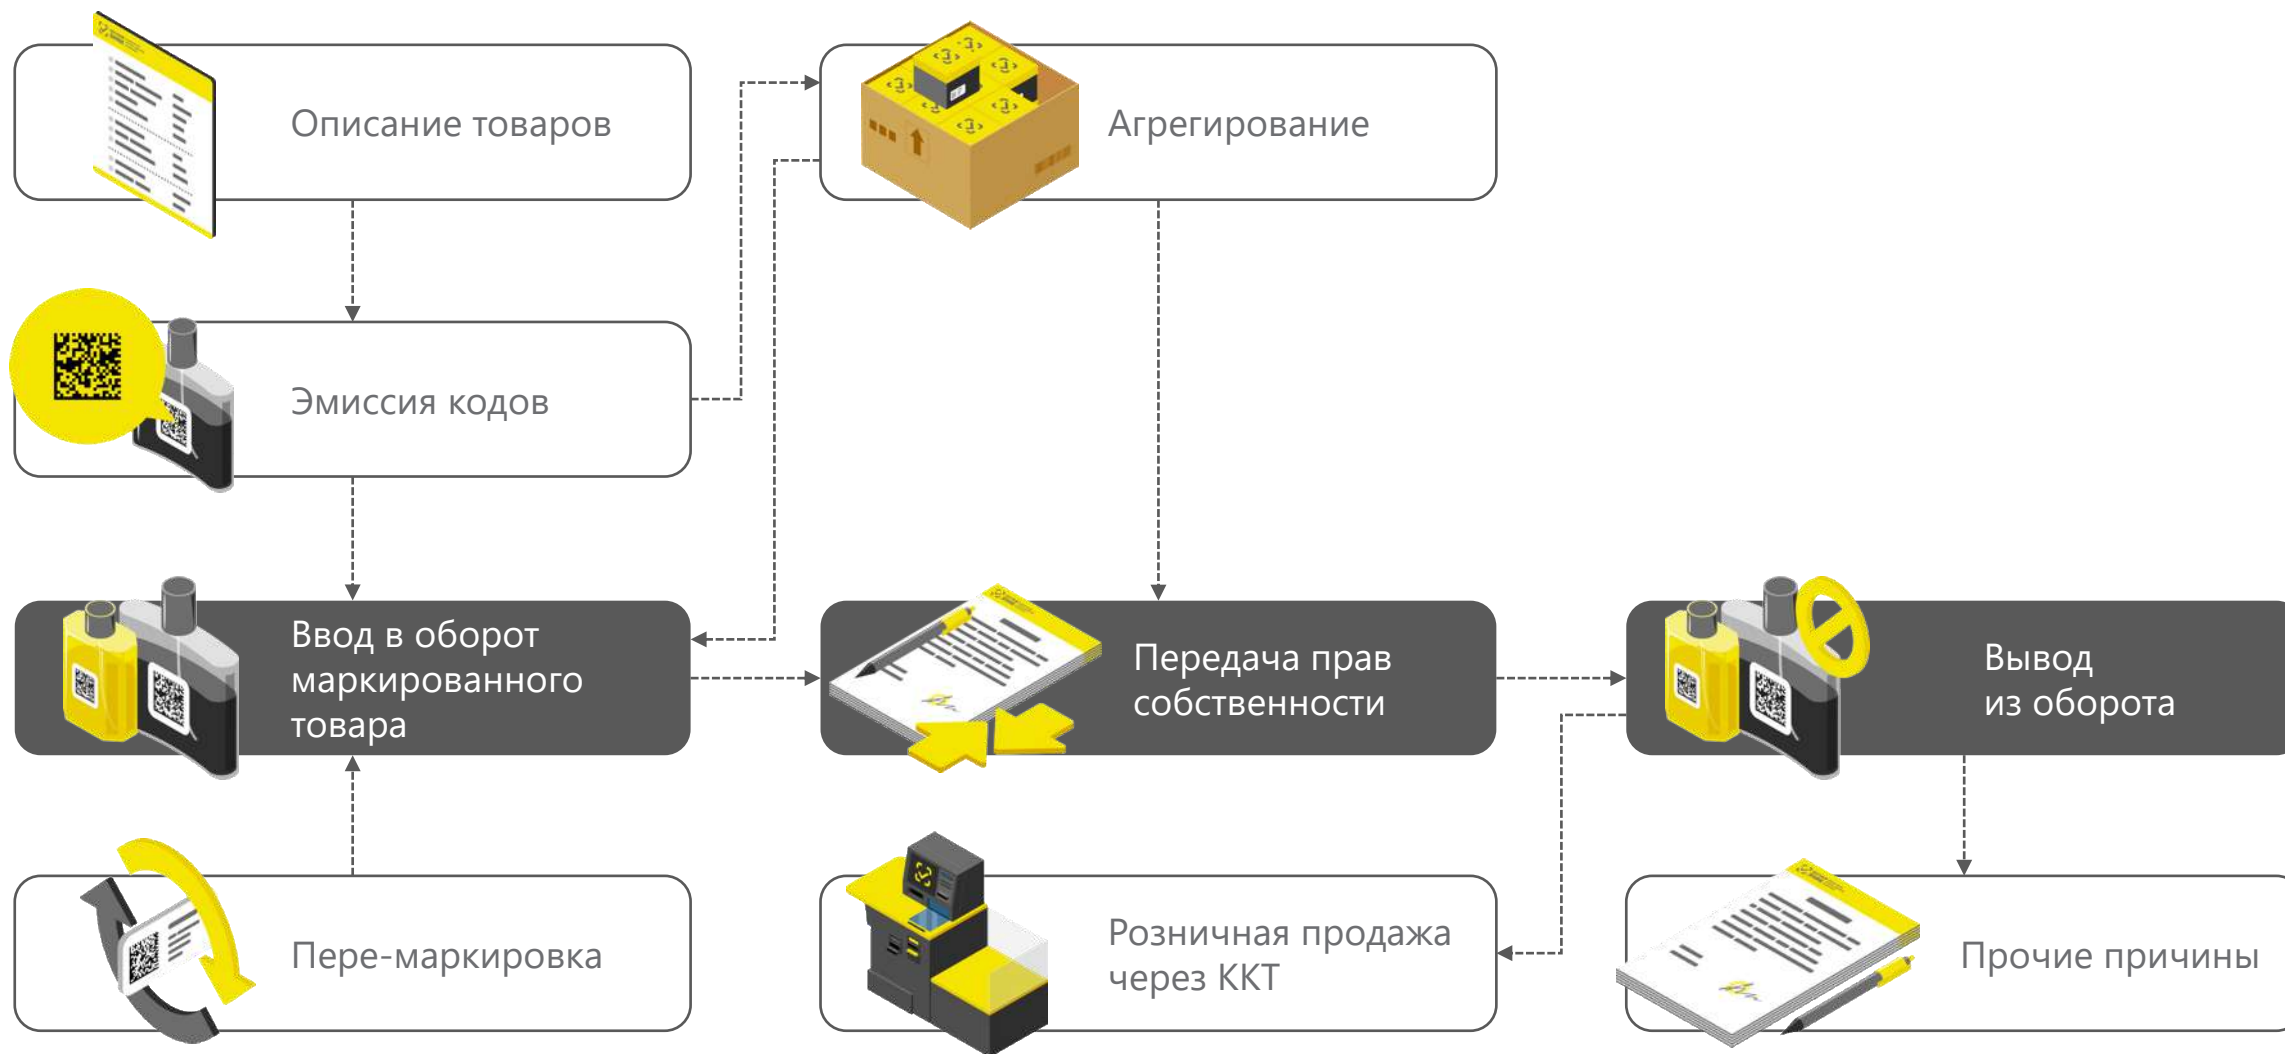 Описание товаров
Агрегирование
Эмиссия кодов
Ввод в оборот
маркированного
товара
Передача прав
собственности
Вывод
из оборота
Пере-маркировка
Розничная продажа
через ККТ
Прочие причины